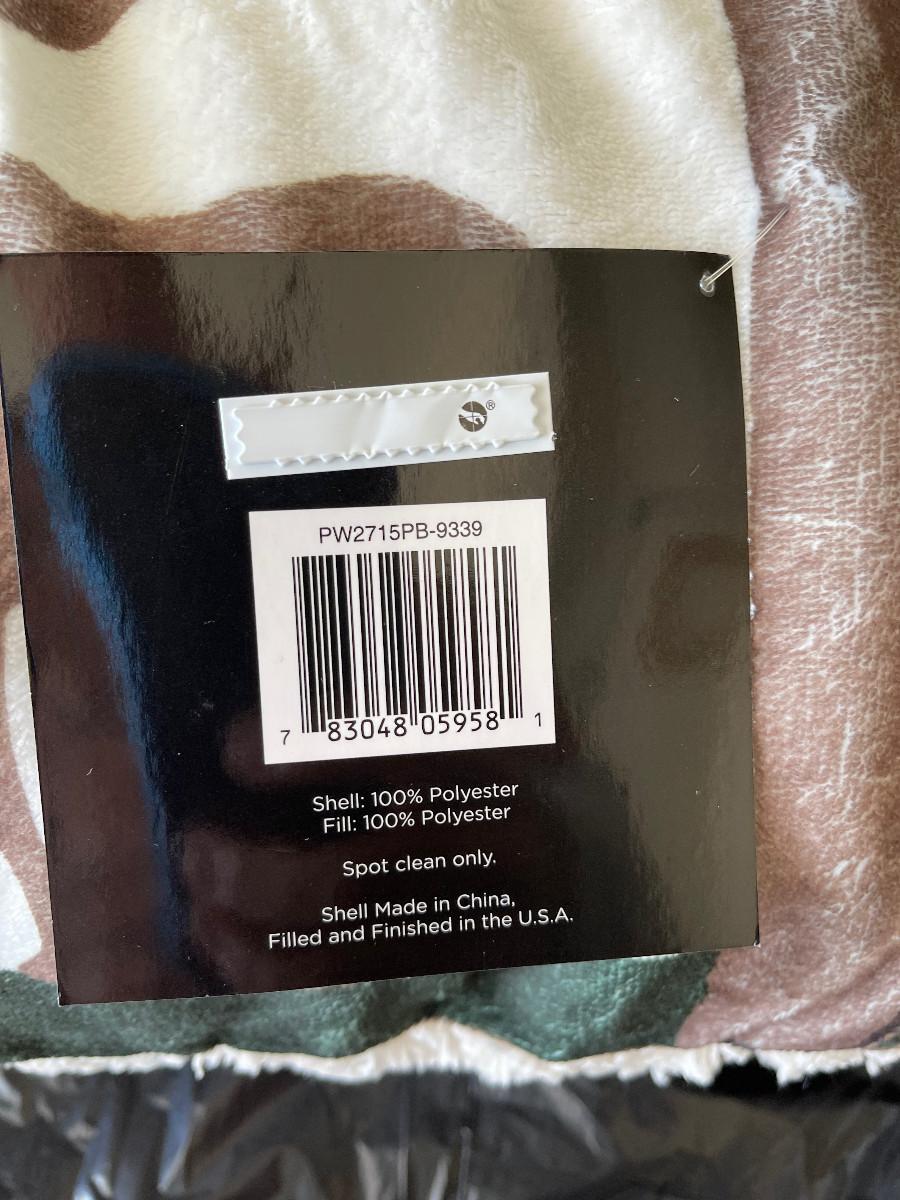 ®
PW2715PB-9339
7 83048 05958 1
Shell: 100% Polyester
Fill: 100% Polyester
Spot clean only.
Shell Made in China,
Filled and Finished in the U.S.A.